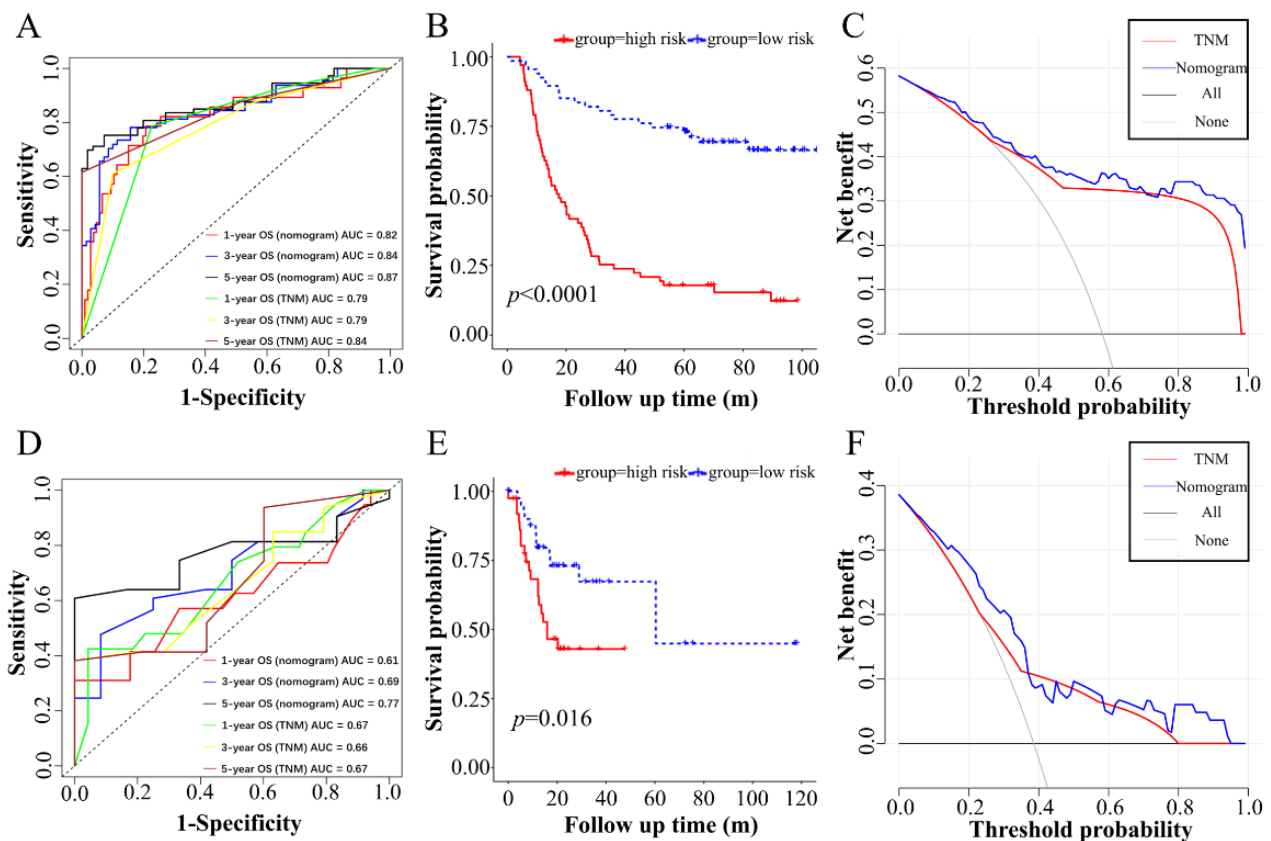 A
Sensitivity
0.0 0.2 0.4 0.6 0.8 1.0
1-year OS (nomogram) AUC = 0.82
3-year OS (nomogram) AUC = 0.84
5-year OS (nomogram) AUC = 0.87
1-year OS (TNM) AUC = 0.79
3-year OS (TNM) AUC = 0.79
5-year OS (TNM) AUC = 0.84
0.0 0.2 0.4 0.6 0.8 1.0
1-Specificity
B
group=high risk group=low risk
Survival probability
1.00
0.75
0.50
0.25
0.00
p<0.0001
0 20 40 60 80 100
Follow up time (m)
C
TNM
Nomogram
All
None
Net benefit
0.0 0.1 0.2 0.3 0.4 0.5 0.6
0.0 0.2 0.4 0.6 0.8 1.0
Threshold probability
D
Sensitivity
0.0 0.2 0.4 0.6 0.8 1.0
1-year OS (nomogram) AUC = 0.61
3-year OS (nomogram) AUC = 0.69
5-year OS (nomogram) AUC = 0.77
1-year OS (TNM) AUC = 0.67
3-year OS (TNM) AUC = 0.66
5-year OS (TNM) AUC = 0.67
0.0 0.2 0.4 0.6 0.8 1.0
1-Specificity
E
group=high risk group=low risk
Survival probability
1.00
0.75
0.50
0.25
0.00
p=0.016
0 20 40 60 80 100 120
Follow up time (m)
F
TNM
Nomogram
All
None
Net benefit
0.0 0.1 0.2 0.3 0.4
0.0 0.2 0.4 0.6 0.8 1.0
Threshold probability